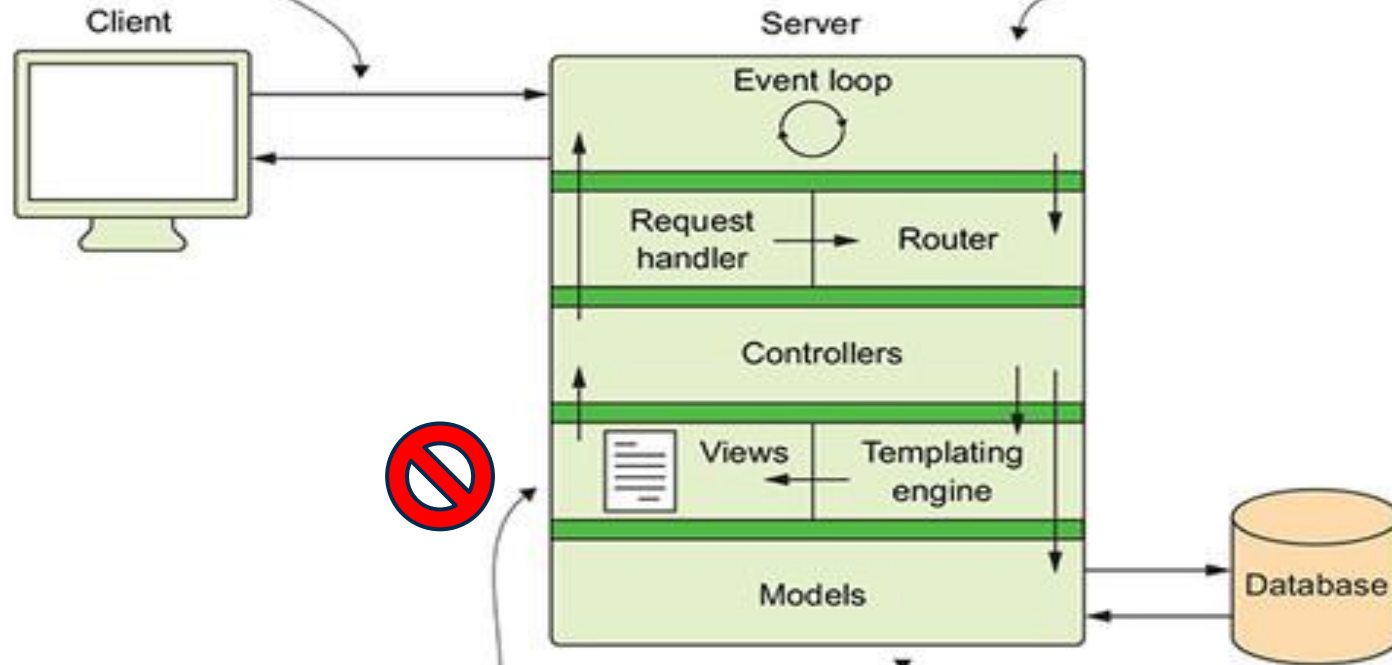 Client
Server
Event loop
Request
handler
Router
Controllers
Views
Templating
engine
Models
Database